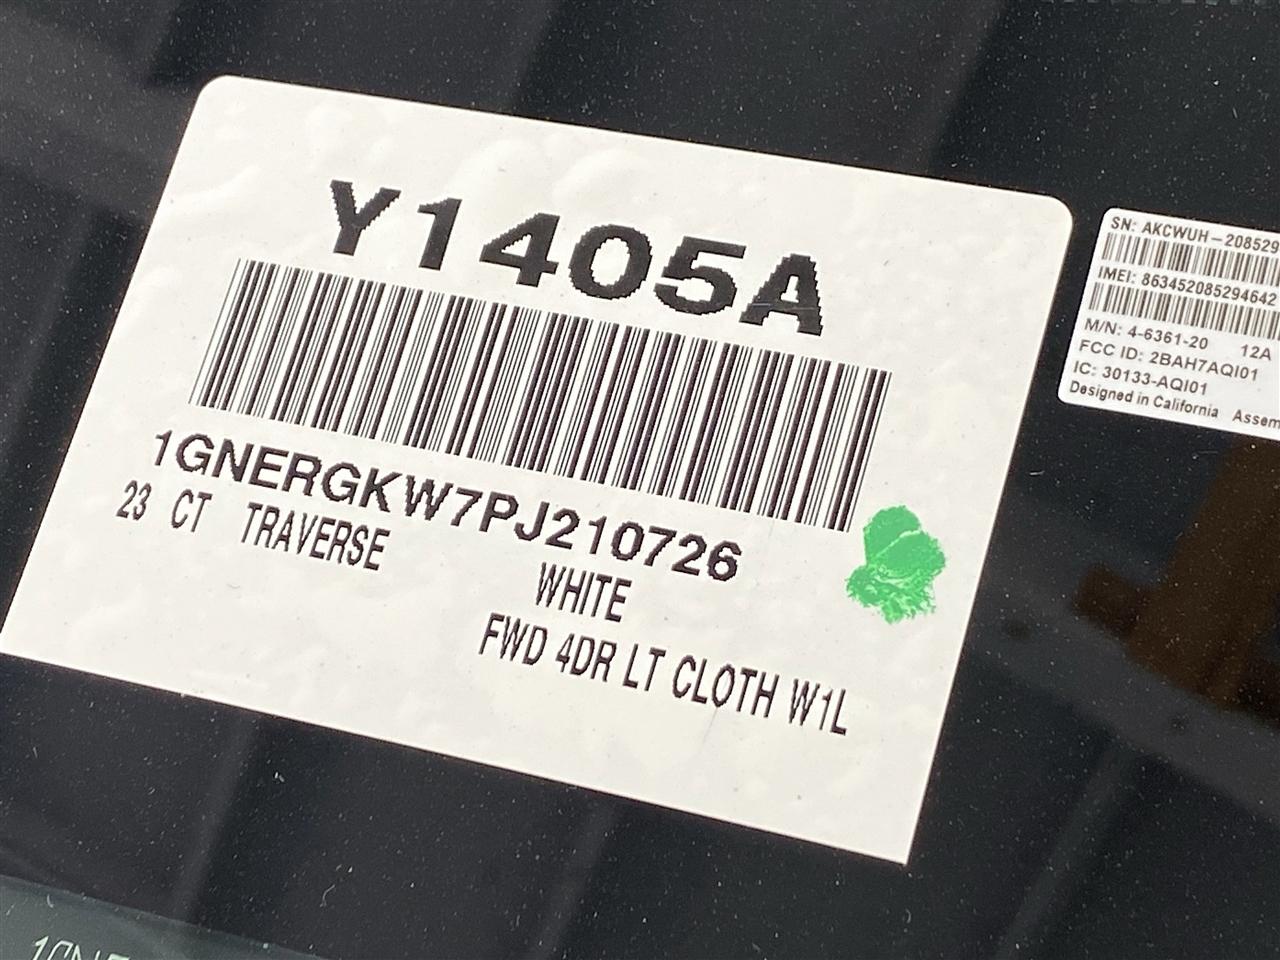 Y1405A
1GNERGKW7PJ210726
23 CT TRAVERSE
WHITE
FWD 4DR LT CLOTH W1L
SN: AKCWUH-208529
IMEI: 863452085294642
M/N: 4-6361-20 12A
FCC ID: 2BAH7AQI01
IC: 30133-AQI01
Designed in California Assem